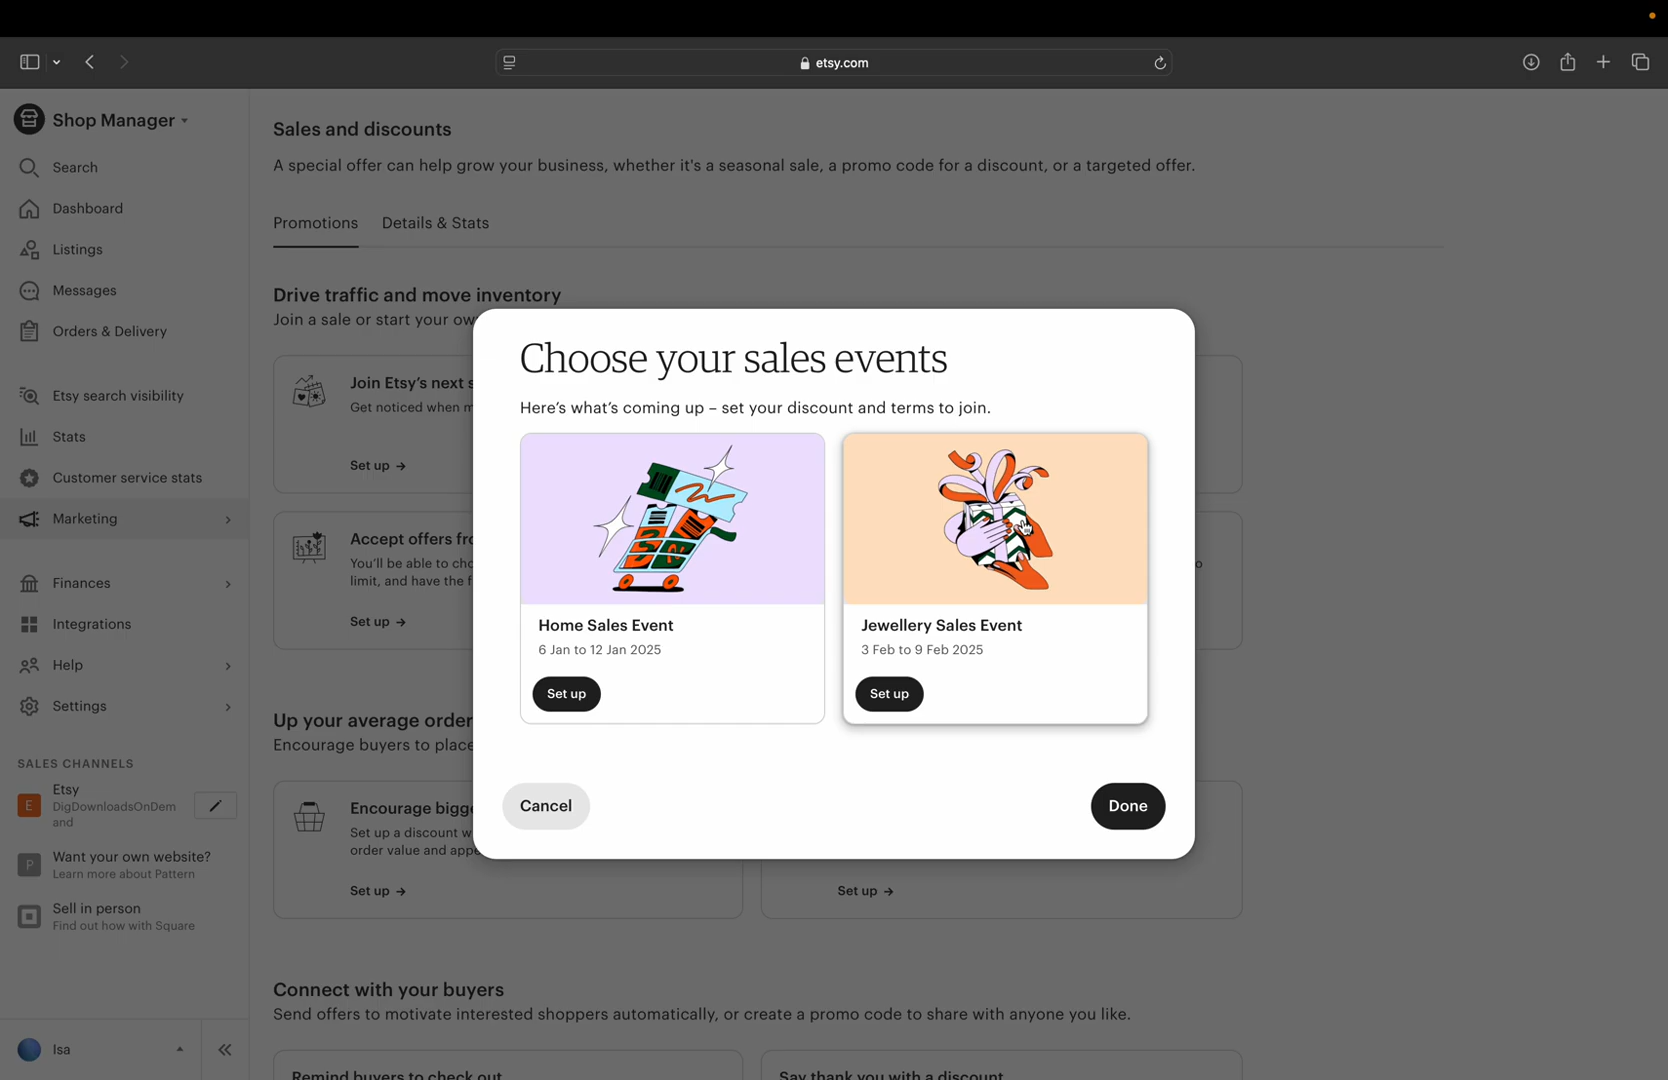 etsy.com
Shop Manager
Search
Dashboard
Listings
Messages
Orders & Delivery
Etsy search visibility
Stats
Customer service stats
Marketing
Finances
Integrations
Help
Settings
SALES CHANNELS
E
Etsy
DigDownloadsOnDem
and
P
Want your own website?
Learn more about Pattern
Sell in person
Find out how with Square
Isa
Sales and discounts
A special offer can help grow your business, whether it's a seasonal sale, a promo code for a discount, or a targeted offer.
Promotions Details & Stats
Drive traffic and move inventory
Join a sale or start your ow
Join Etsy's next s
Get noticed when m
Set up →
Accept offers fro
You'll be able to cho
limit, and have the f
Set up →
o
Up your average order
Encourage buyers to place
Encourage bigge
Set up a discount w
order value and appe
Set up →
Set up →
Connect with your buyers
Send offers to motivate interested shoppers automatically, or create a promo code to share with anyone you like.
Remind buyers to check out
Say thank you with a discount
Choose your sales events
Here's what's coming up – set your discount and terms to join.
Home Sales Event
6 Jan to 12 Jan 2025
Set up
Jewellery Sales Event
3 Feb to 9 Feb 2025
Set up
Cancel
Done